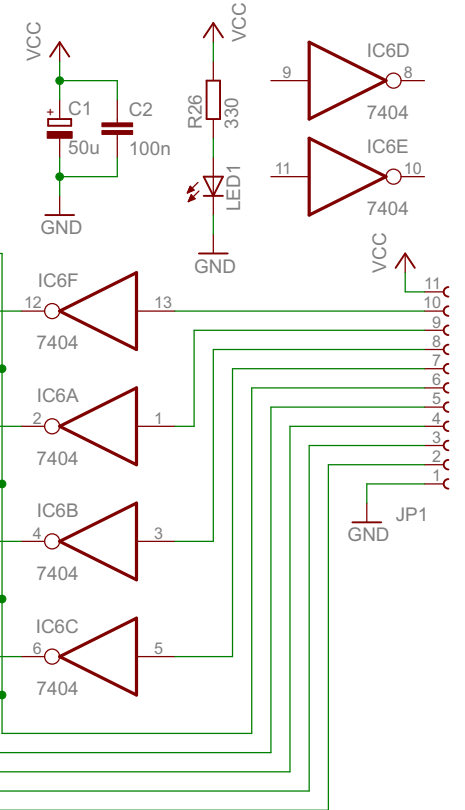 VCC
+
C1
C2
50u
100n
GND
VCC
R26
330
LED1
GND
IC6D
9
8
7404
IC6E
11
10
7404
VCC
IC6F
12
13
7404
IC6A
2
1
7404
IC6B
4
3
7404
IC6C
6
5
7404
11
10
9
8
7
6
5
4
3
2
1
JP1
GND